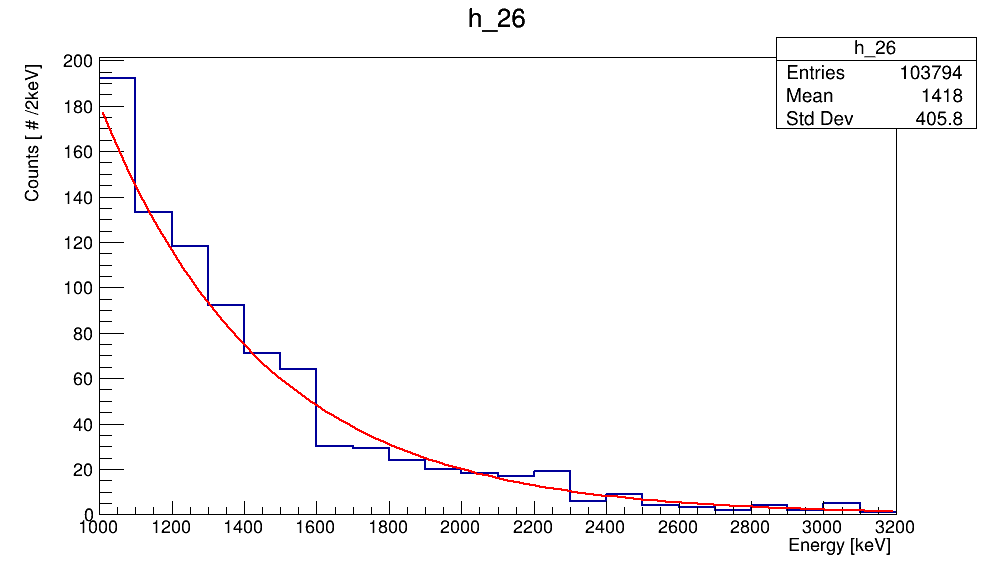 h_26
h_26
Entries 103794
Mean 1418
Std Dev 405.8
Counts [ # /2keV]
200
180
160
140
120
100
80
60
40
20
0
1000 1200 1400 1600 1800 2000 2200 2400 2600 2800 3000 3200
Energy [keV]